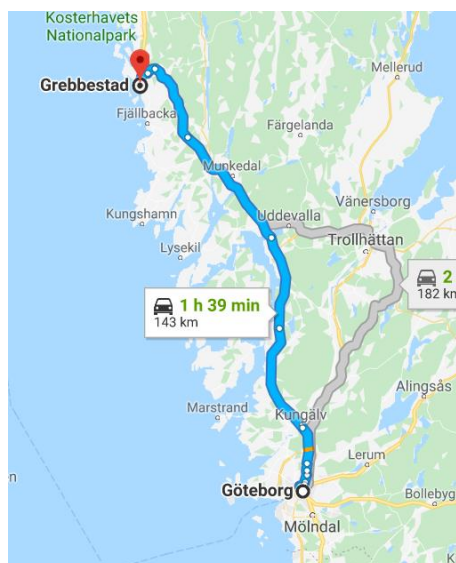 Kosterhavets
Nationalpark
Grebbestad
Fjällbacka
Mellerud
Färgelanda
Munkedal
Kungshamn
Uddevalla
Vänersborg
Lysekil
Trollhättan
1 h 39 min
143 km
2
182 km
Marstrand
Kungälv
Alingsås
Lerum
Göteborg
Bollebyg
Mölndal